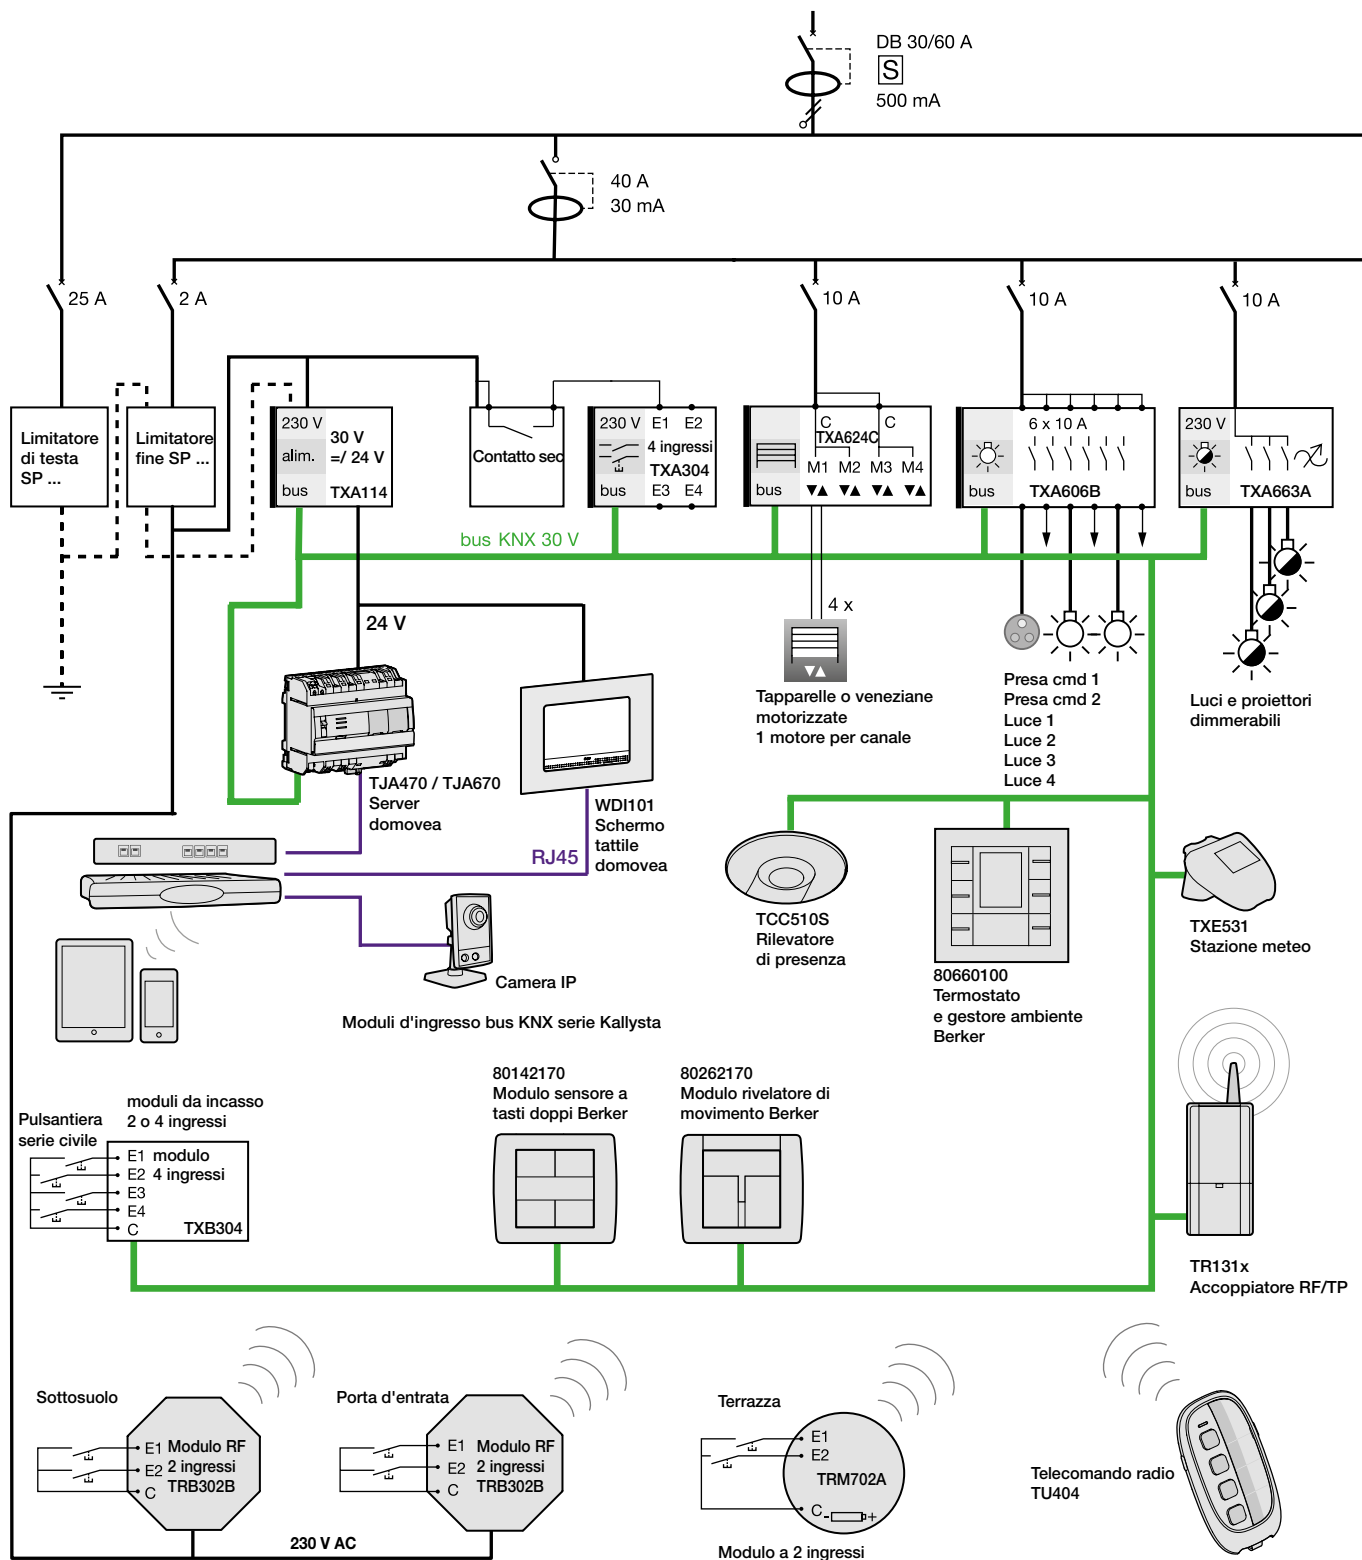 DB 30/60 A
S
500 mA
40 A
30 mA
25 A
2 A
10 A
10 A
10 A
Limitatore
di testa
SP ...
Limitatore
fine SP ...
230 V
30 V
=/ 24 V
alim.
bus
TXA114
Contatto sec
230 V
E1 E2
4 ingressi
TXA304
bus
E3 E4
C
C
TXA624C
M1 M2 M3 M4
bus
6 x 10 A
bus
TXA606B
230 V
bus
TXA663A
bus KNX 30 V
24 V
4 x
Tapparelle o veneziane
motorizzate
1 motore per canale
Presa cmd 1
Presa cmd 2
Luce 1
Luce 2
Luce 3
Luce 4
Luci e proiettori
dimmerabili
TJA470 / TJA670
Server
domovea
WDI101
Schermo
tattile
domovea
RJ45
Camera IP
TCC510S
Rilevatore
di presenza
80660100
Termostato
e gestore ambiente
Berker
TXE531
Stazione meteo
Moduli d'ingresso bus KNX serie Kallysta
80142170
Modulo sensore a
tasti doppi Berker
80262170
Modulo rivelatore di
movimento Berker
moduli da incasso
2 o 4 ingressi
Pulsantiera
serie civile
E1 modulo
E2 4 ingressi
E3
E4
C
TXB304
TR131x
Accoppiatore RF/TP
Sottosuolo
E1 Modulo RF
E2 2 ingressi
C TRB302B
Porta d'entrata
E1 Modulo RF
E2 2 ingressi
C TRB302B
230 V AC
Terrazza
E1
E2
TRM702A
C - +
Modulo a 2 ingressi
Telecomando radio
TU404